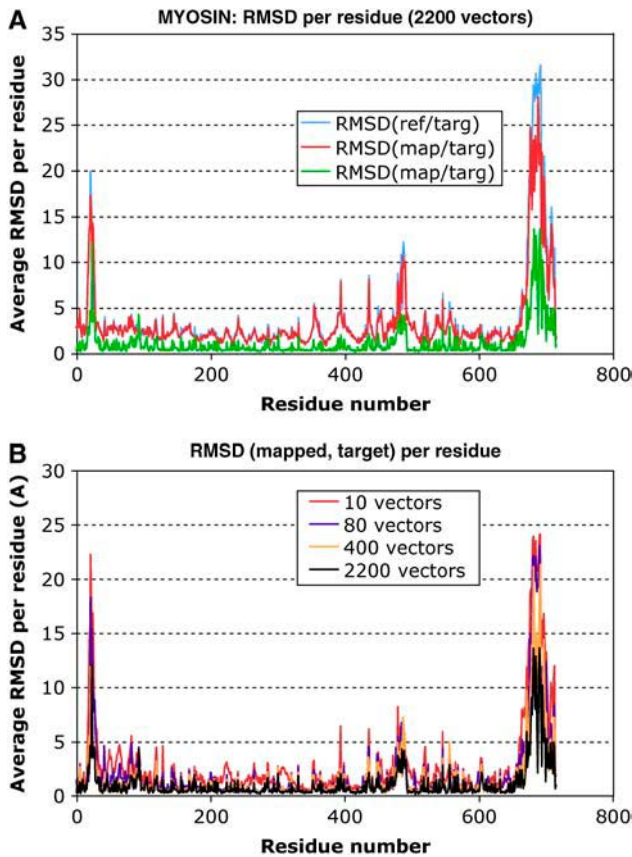 A
MYOSIN: RMSD per residue (2200 vectors)
Average RMSD per residue
35
30
25
20
15
10
5
0
RMSD(ref/targ)
RMSD(map/targ)
RMSD(map/targ)
0 200 400 600 800
Residue number
B
RMSD (mapped, target) per residue
Average RMSD per residue (A)
30
25
20
15
10
5
0
10 vectors
80 vectors
400 vectors
2200 vectors
0 200 400 600 800
Residue number